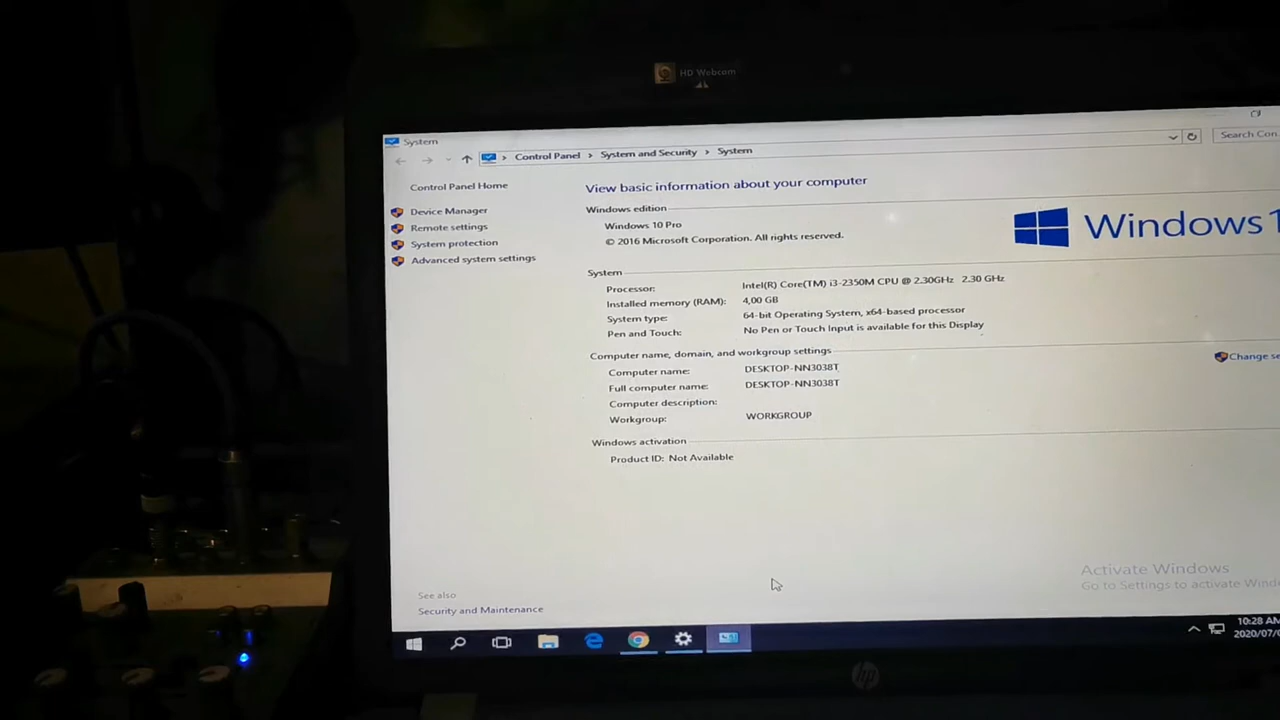 HD Webcam
System
Control Panel > System and Security > System
Search Con
Control Panel Home
Device Manager
Remote settings
System protection
Advanced system settings
View basic information about your computer
Windows edition
Windows 10 Pro
© 2016 Microsoft Corporation. All rights reserved.
Windows 1
System
Processor: Intel(R) Core(TM) i3-2350M CPU @ 2.30GHz 2.30 GHz
Installed memory (RAM): 4,00 GB
System type: 64-bit Operating System, x64-based processor
Pen and Touch: No Pen or Touch Input is available for this Display
Computer name, domain, and workgroup settings
Computer name: DESKTOP-NN3038T
Change se
Full computer name: DESKTOP-NN3038T
Computer description:
Workgroup: WORKGROUP
Windows activation
Product ID: Not Available
Activate Windows
Go to Settings to activate Wind
See also
Security and Maintenance
10:28 AM
2020/07/
hp